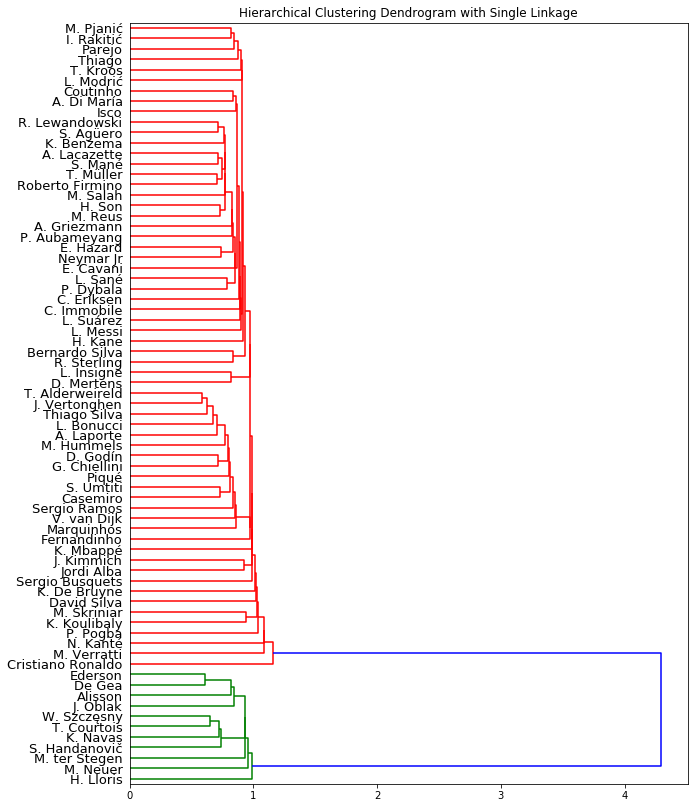 Hierarchical Clustering Dendrogram with Single Linkage
M. Pjanić
I. Rakitić
Parejo
Thiago
T. Kroos
L. Modrić
Coutinho
A. Di María
Isco
R. Lewandowski
S. Agüero
K. Benzema
A. Lacazette
S. Mané
T. Müller
Roberto Firmino
M. Salah
H. Son
M. Reus
A. Griezmann
P. Aubameyang
E. Hazard
Neymar Jr
E. Cavani
L. Sané
P. Dybala
C. Eriksen
C. Immobile
L. Suárez
L. Messi
H. Kane
Bernardo Silva
R. Sterling
L. Insigne
D. Mertens
T. Alderweireld
J. Vertonghen
Thiago Silva
L. Bonucci
A. Laporte
M. Hummels
D. Godín
G. Chiellini
Piqué
S. Umtiti
Casemiro
Sergio Ramos
V. van Dijk
Marquinhos
Fernandinho
K. Mbappé
J. Kimmich
Jordi Alba
Sergio Busquets
K. De Bruyne
David Silva
M. Škriniar
K. Koulibaly
P. Pogba
N. Kanté
M. Verratti
Cristiano Ronaldo
Ederson
De Gea
Alisson
J. Oblak
W. Szczęsny
T. Courtois
K. Navas
S. Handanovič
M. ter Stegen
M. Neuer
H. Lloris
0 1 2 3 4